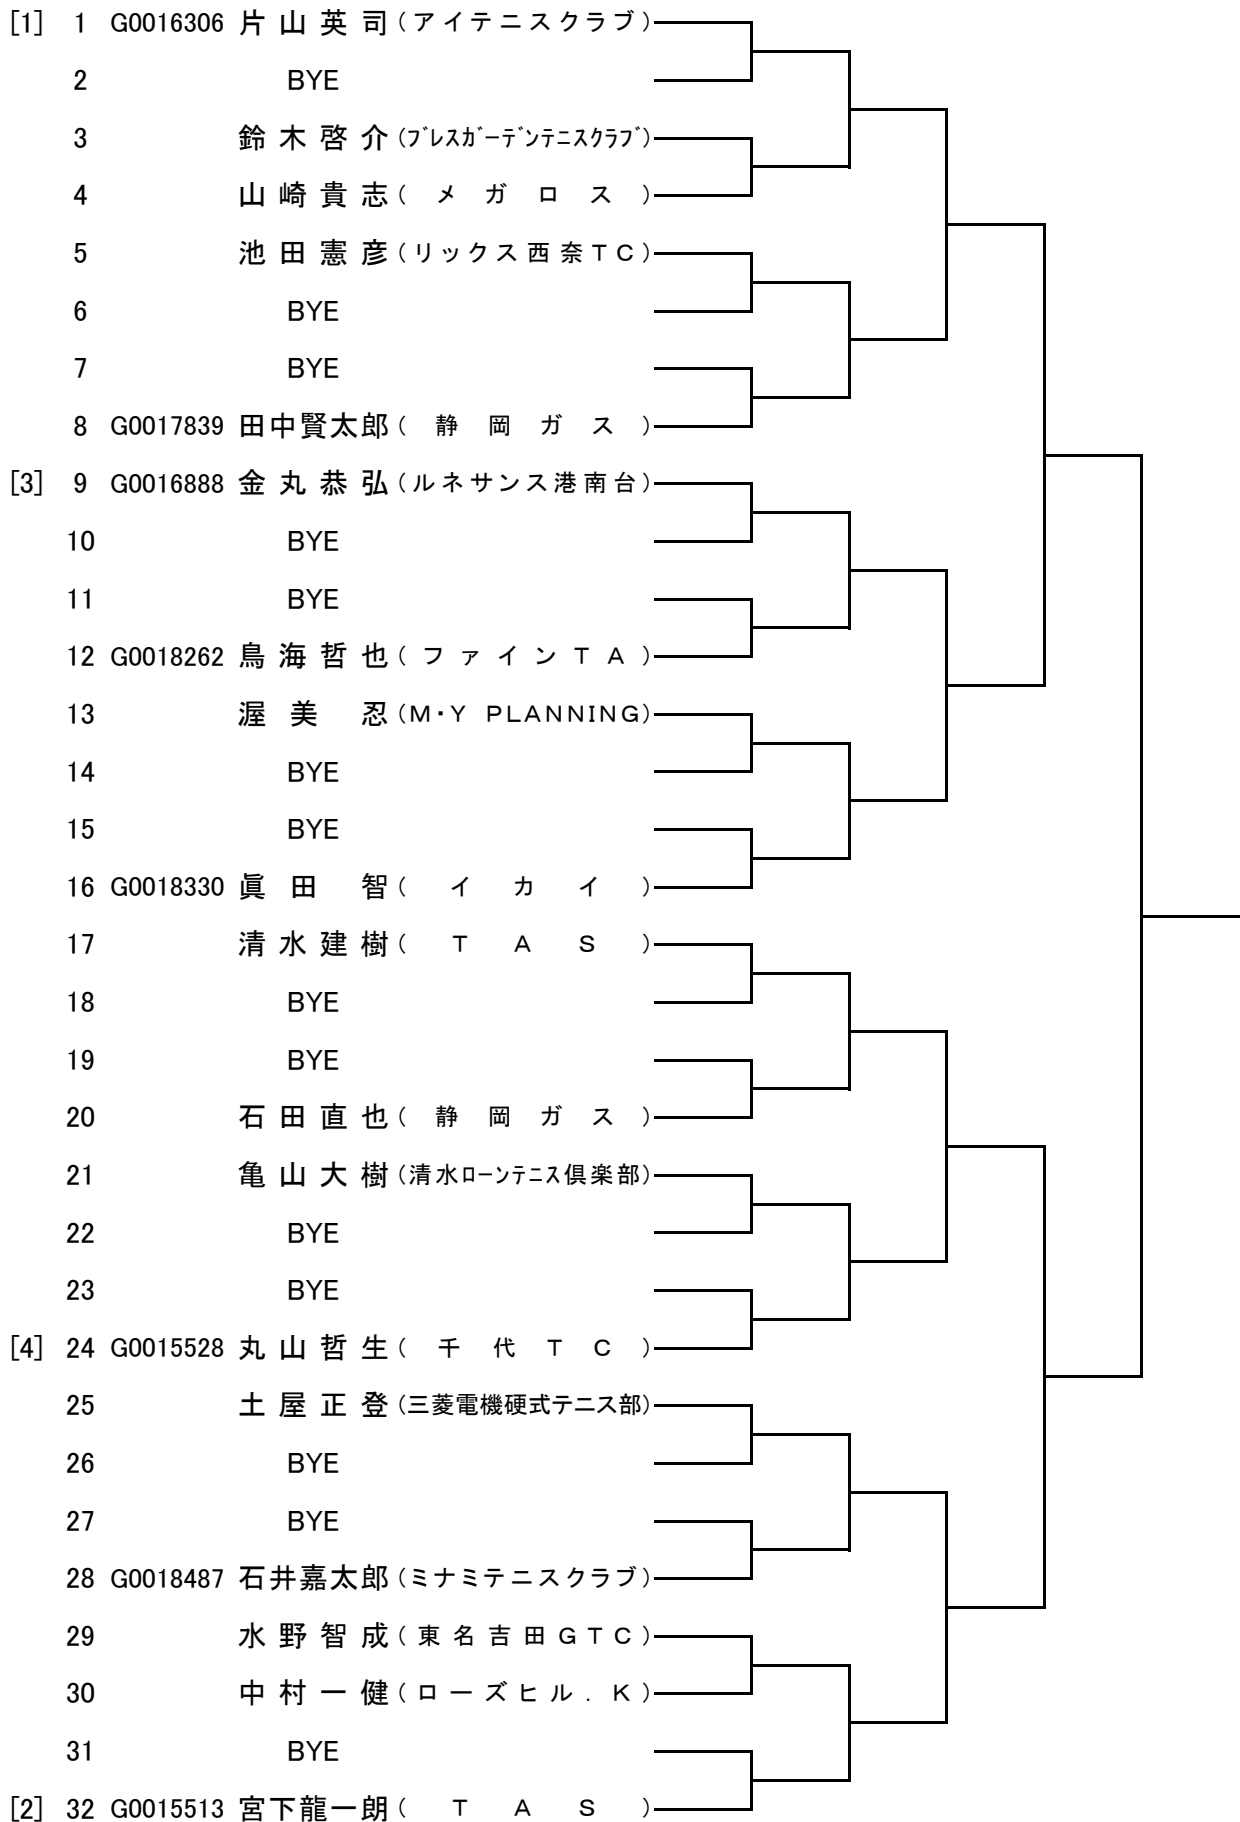 [1] 1 G0016306 片山英司(アイテニスクラブ)
2 BYE
3 鈴木啓介(ブレスガーデンテニスクラブ)
4 山崎貴志(メガロス)
5 池田憲彦(リックス西奈TC)
6 BYE
7 BYE
8 G0017839 田中賢太郎(静岡ガス)
[3] 9 G0016888 金丸恭弘(ルネサンス港南台)
10 BYE
11 BYE
12 G0018262 鳥海哲也(ファインTA)
13 渥美忍(M・Y PLANNING)
14 BYE
15 BYE
16 G0018330 眞田智(イカイ)
17 清水建樹(TAS)
18 BYE
19 BYE
20 石田直也(静岡ガス)
21 亀山大樹(清水ローンテニス倶楽部)
22 BYE
23 BYE
[4] 24 G0015528 丸山哲生(千代TC)
25 土屋正登(三菱電機硬式テニス部)
26 BYE
27 BYE
28 G0018487 石井嘉太郎(ミナミテニスクラブ)
29 水野智成(東名吉田GTC)
30 中村一健(ローズヒル.K)
31 BYE
[2] 32 G0015513 宮下龍一朗(TAS)